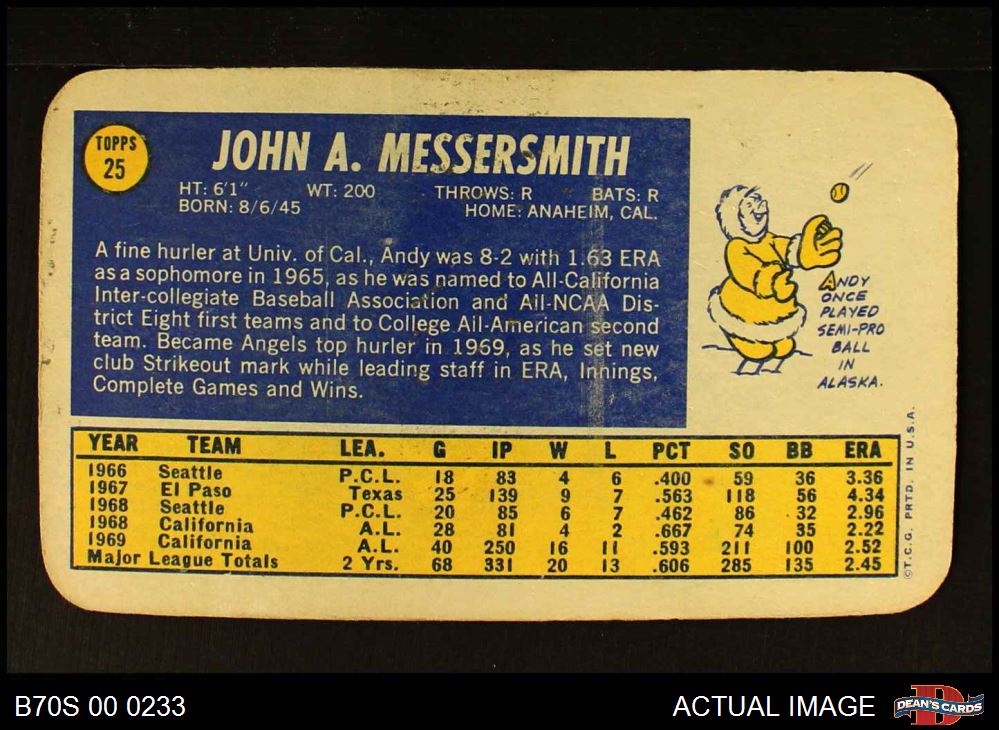 TOPPS
25
JOHN A. MESSERSMITH
HT: 6'1" WT: 200 THROWS: R BATS: R
BORN: 8/6/45 HOME: ANAHEIM, CAL.
A fine hurler at Univ. of Cal., Andy was 8-2 with 1.63 ERA
as a sophomore in 1965, as he was named to All-California
Inter-collegiate Baseball Association and All-NCAA Dis-
trict Eight first teams and to College All-American second
team. Became Angels top hurler in 1969, as he set new
club Strikeout mark while leading staff in ERA, Innings,
Complete Games and Wins.
ANDY
ONCE
PLAYED
SEMI-PRO
BALL
IN
ALASKA.
YEAR TEAM LEA. G IP W L PCT SO BB ERA
1966 Seattle P.C.L. 18 83 4 6 .400 59 36 3.36
1967 El Paso Texas 25 139 9 7 .563 118 56 4.34
1968 Seattle P.C.L. 20 85 6 7 .462 86 32 2.96
1968 California A.L. 28 81 4 2 .667 74 35 2.22
1969 California A.L. 40 250 16 11 .593 211 100 2.52
Major League Totals 2 Yrs. 68 331 20 13 .606 285 135 2.45
©T.C.G. PRTD. IN U.S.A.
B70S 00 0233 ACTUAL IMAGE DEAN'S CARDS